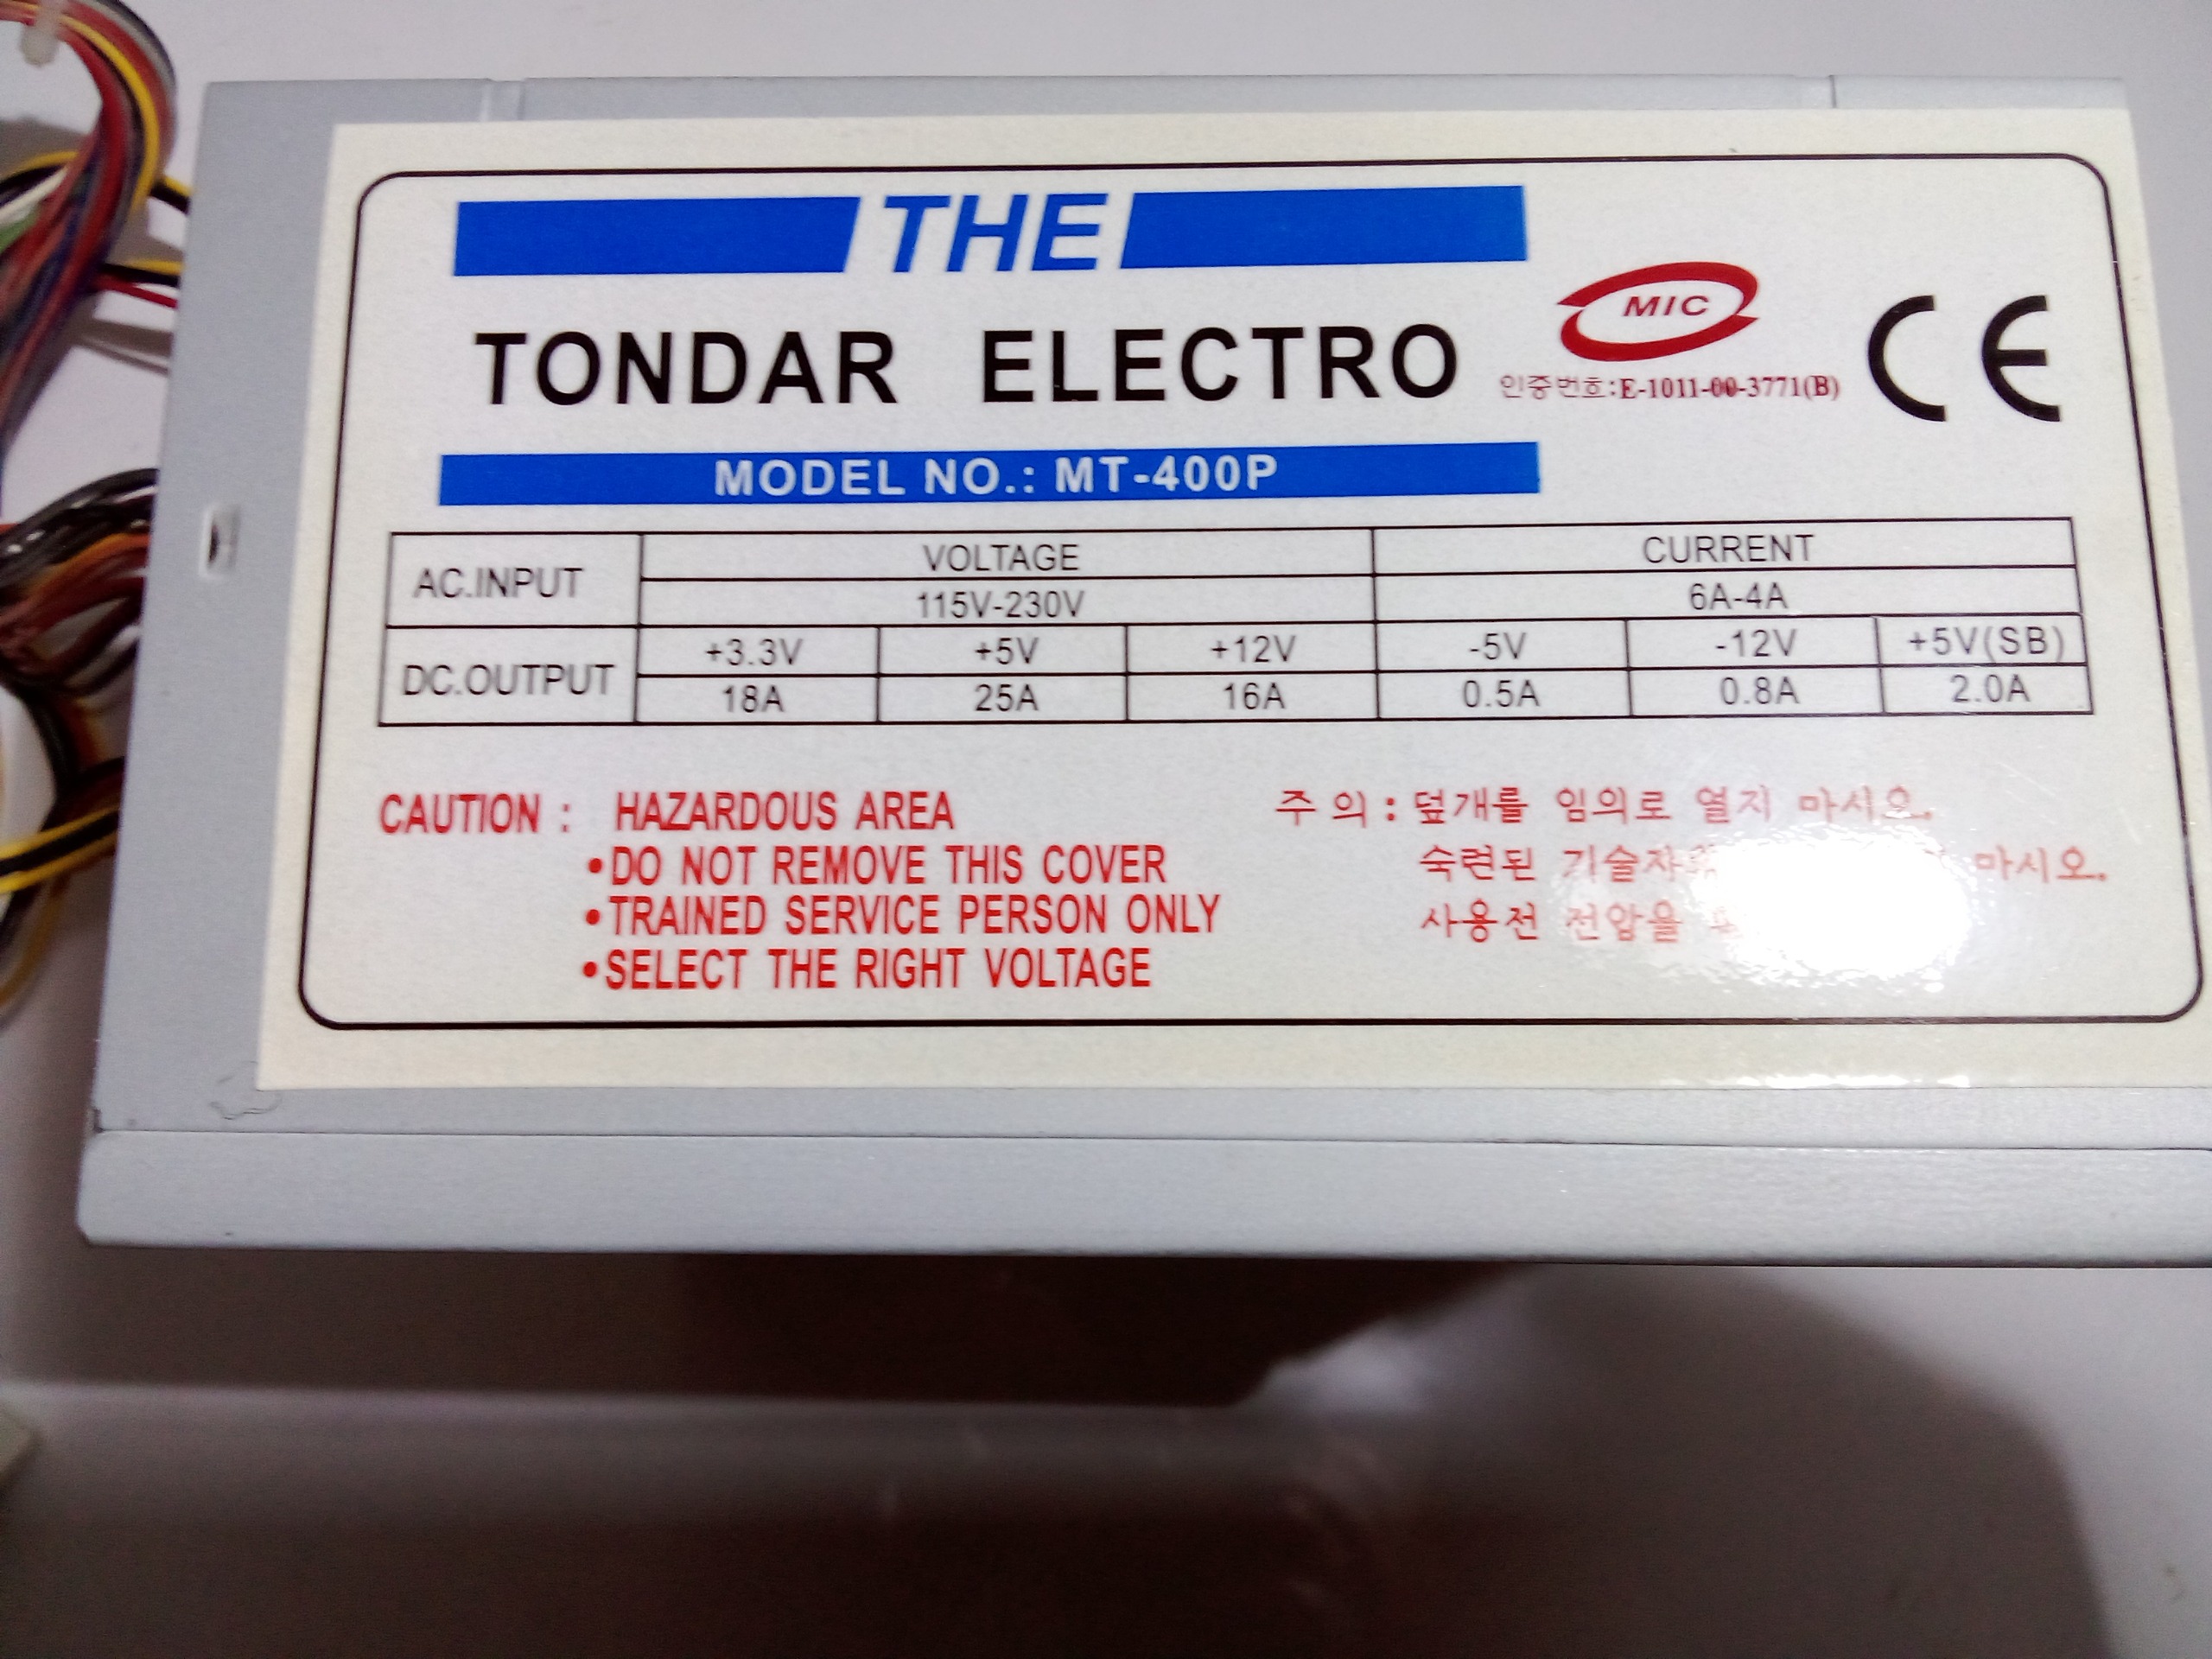 THE
TONDAR ELECTRO
MIC
인증번호:E-1011-00-3771(B)
CE
MODEL NO.: MT-400P
AC.INPUT VOLTAGE CURRENT
115V-230V 6A-4A
DC.OUTPUT +3.3V +5V +12V -5V -12V +5V(SB)
18A 25A 16A 0.5A 0.8A 2.0A
CAUTION : HAZARDOUS AREA
•DO NOT REMOVE THIS COVER
•TRAINED SERVICE PERSON ONLY
•SELECT THE RIGHT VOLTAGE
주 의 : 덮개를 임의로 열지 마시오.
숙련된 마시오.
사용전 전압을